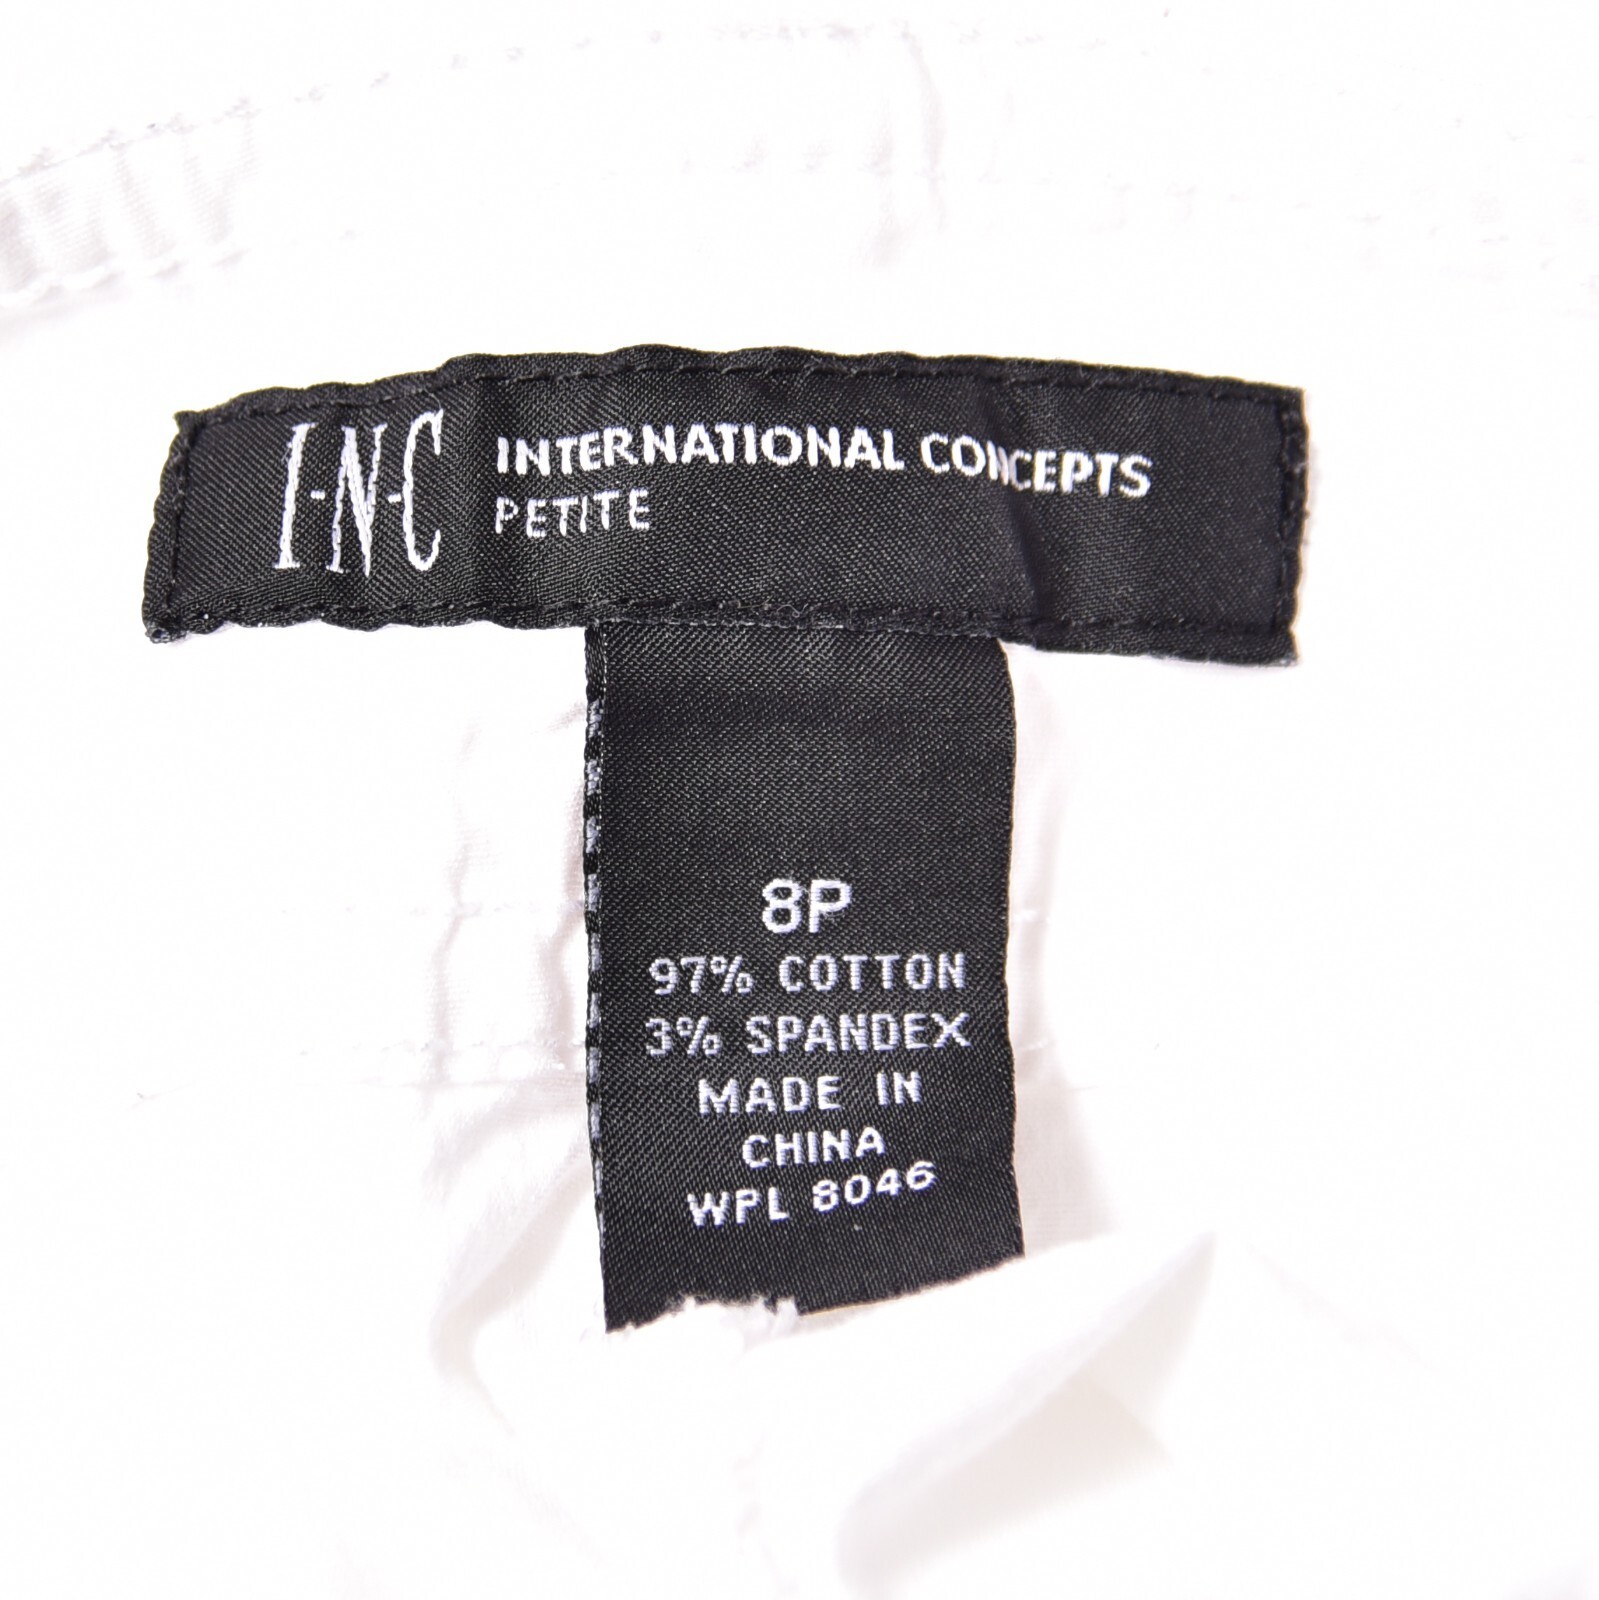 I·N·C INTERNATIONAL CONCEPTS
PETITE
8P
97% COTTON
3% SPANDEX
MADE IN
CHINA
WPL 8046